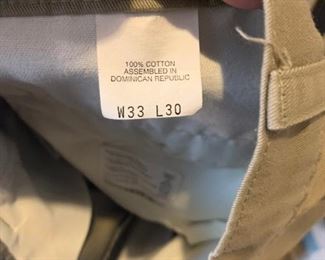 100% COTTON
ASSEMBLED IN
DOMINICAN REPUBLIC
W33 L30